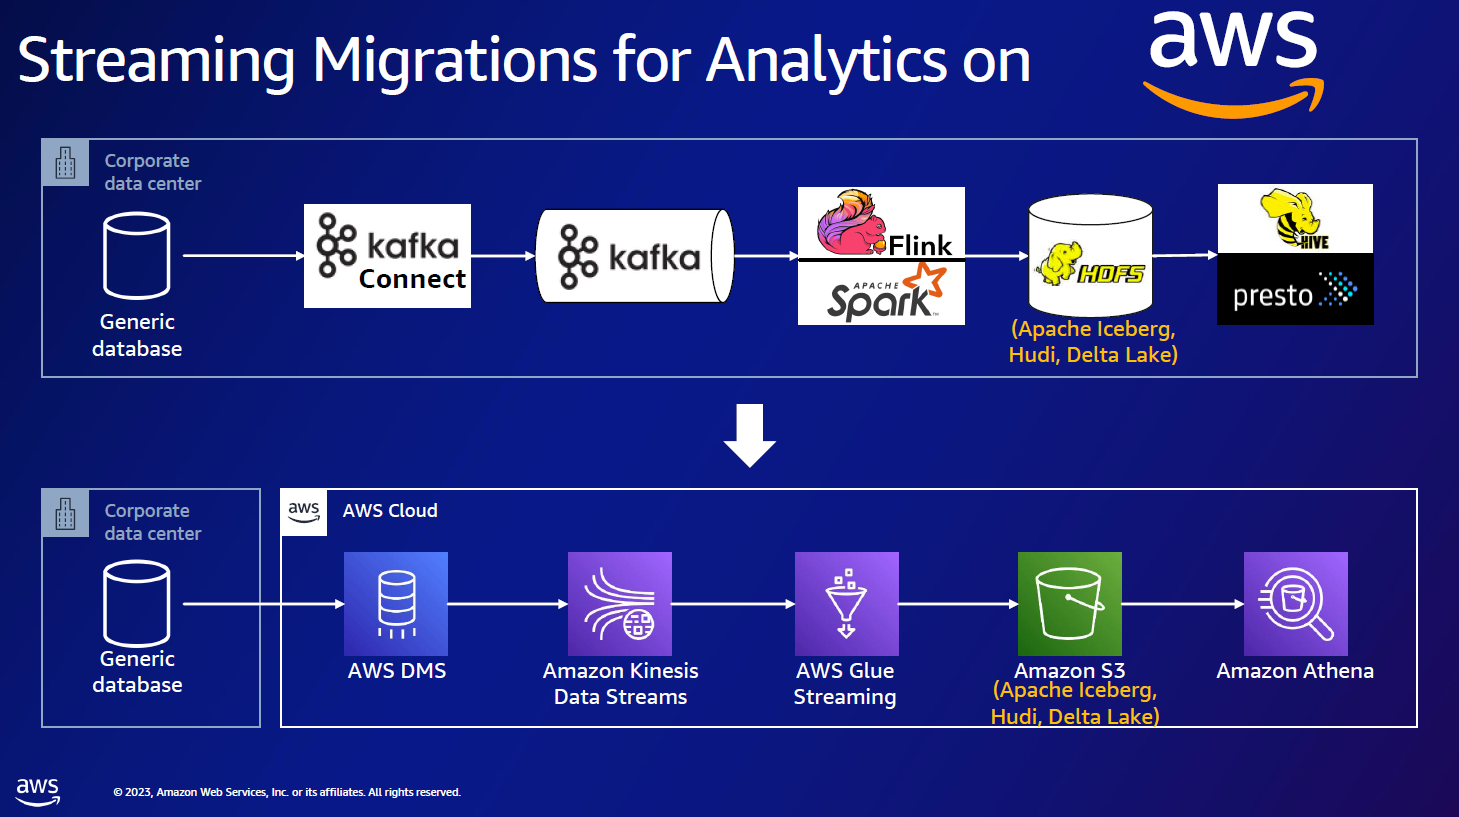 Streaming Migrations for Analytics on
aws
Corporate
data center
Generic
database
kafka
Connect
kafka
Flink
APACHE
Spark
TM
HDFS
(Apache Iceberg,
Hudi, Delta Lake)
HIVE
presto
Corporate
data center
Generic
database
aws
AWS Cloud
AWS DMS
Amazon Kinesis
Data Streams
AWS Glue
Streaming
Amazon S3
(Apache Iceberg,
Hudi, Delta Lake)
Amazon Athena
aws
© 2023, Amazon Web Services, Inc. or its affiliates. All rights reserved.